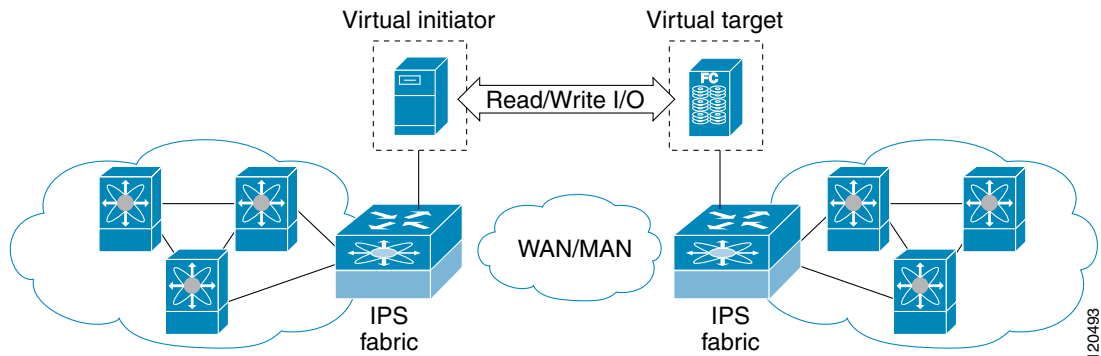 Virtual initiator
Virtual target
FC
Read/Write I/O
WAN/MAN
IPS
fabric
IPS
fabric
120493